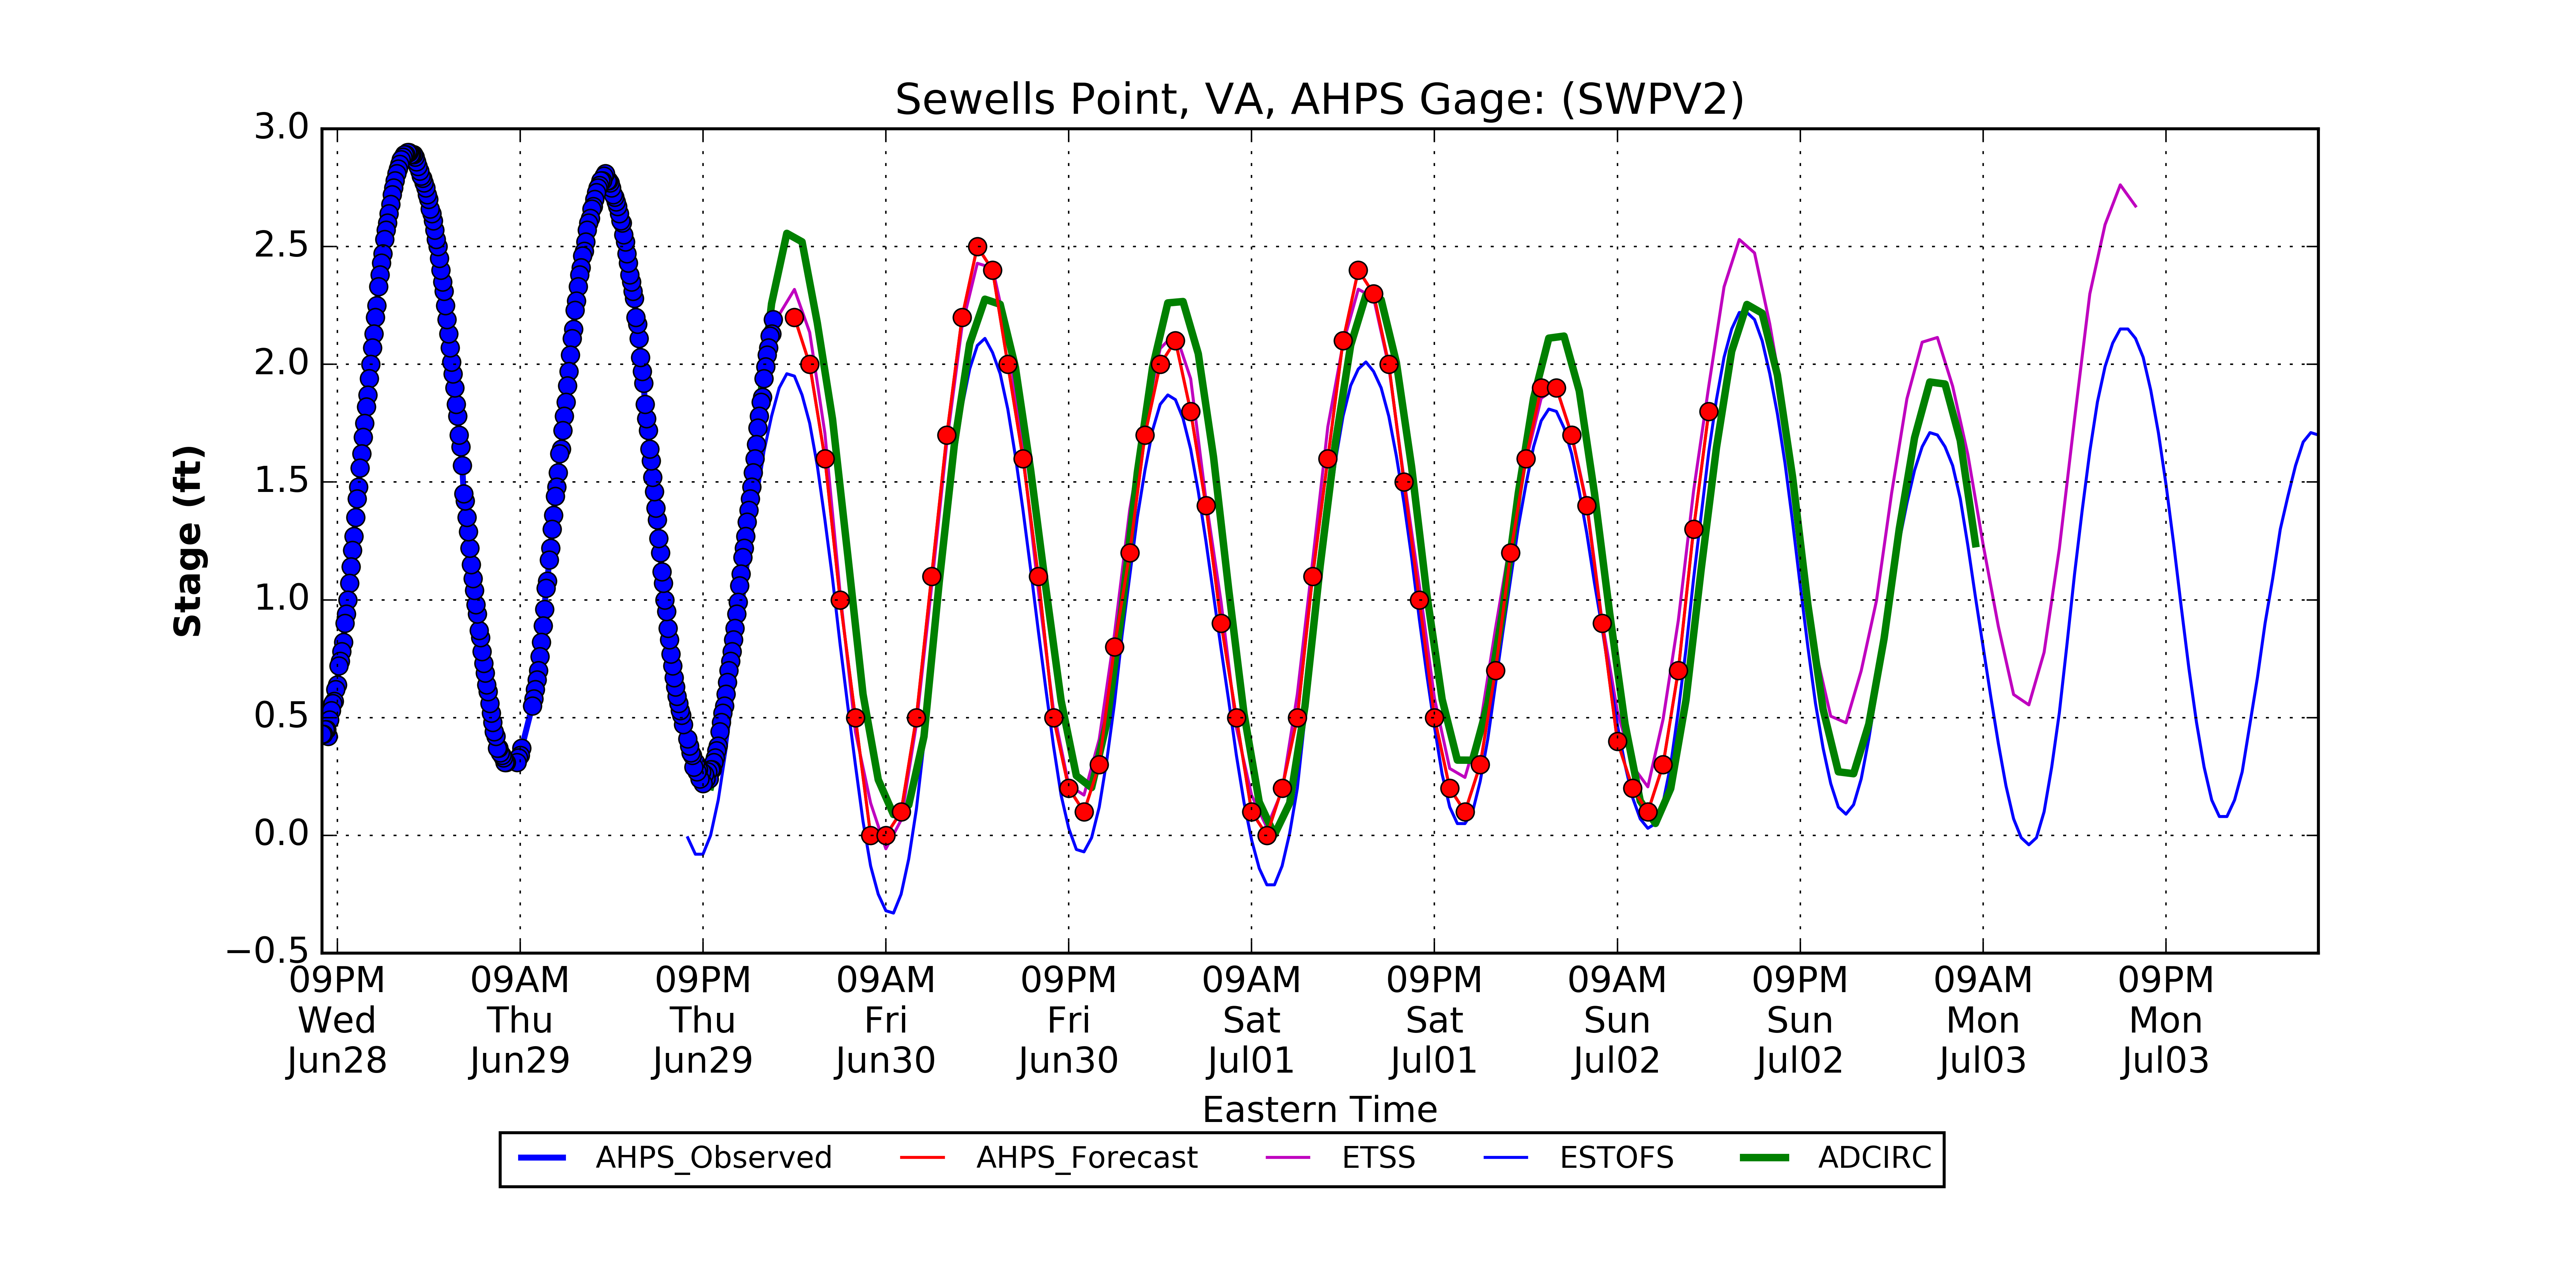 Sewells Point, VA, AHPS Gage: (SWPV2)
3.0
2.5
2.0
1.5
1.0
0.5
0.0
−0.5
Stage (ft)
09PM 09AM 09PM 09AM 09PM 09AM 09PM 09AM 09PM 09AM 09PM
Wed Thu Thu Fri Fri Sat Sat Sun Sun Mon Mon
Jun28 Jun29 Jun29 Jun30 Jun30 Jul01 Jul01 Jul02 Jul02 Jul03 Jul03
Eastern Time
AHPS_Observed AHPS_Forecast ETSS ESTOFS ADCIRC